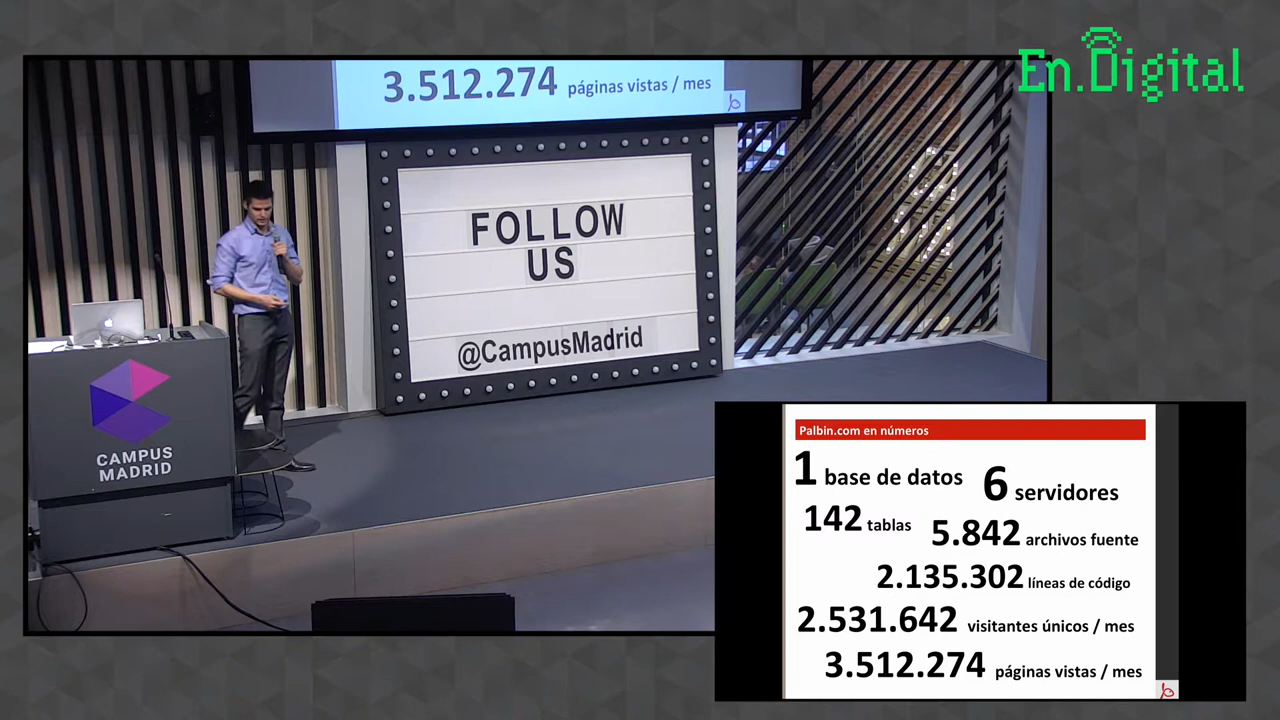 En.Digital
3.512.274 páginas vistas / mes
FOLLOW
US
@CampusMadrid
CAMPUS
MADRID
Palbin.com en números
1 base de datos
6 servidores
142 tablas
5.842 archivos fuente
2.135.302 líneas de código
2.531.642 visitantes únicos / mes
3.512.274 páginas vistas / mes